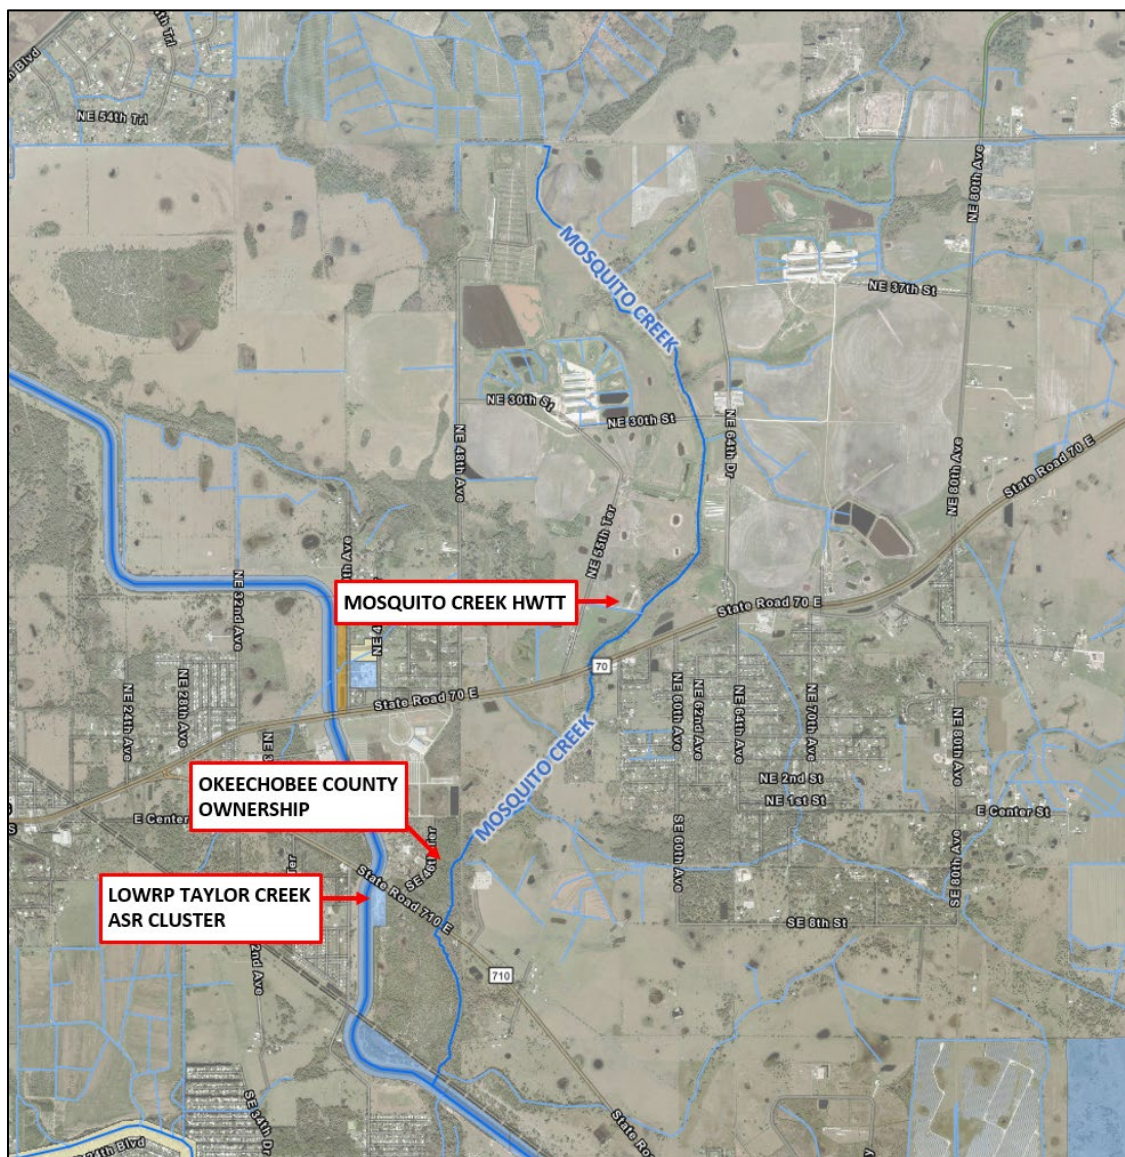 NE 54th Trl
NE 80th Ave
MOSQUITO CREEK
NE 37th St
NE 30th St
NE 30th St
NE 48th Ave
NE 64th Dr
NE 80th Ave
State Road 70 E
NE 55th Ter
MOSQUITO CREEK HWTT
State Road 70 E
NE 32nd Ave
70
State Road 70 E
NE 24th Ave
NE 28th Ave
NE 60th Ave
NE 62nd Ave
NE 64th Ave
NE 70th Ave
NE 80th Ave
MOSQUITO CREEK
OKEECHOBEE COUNTY
OWNERSHIP
NE 2nd St
NE 1st St
E Center St
E Center
SE 60th Ave
SE 80th Ave
LOWRP TAYLOR CREEK
ASR CLUSTER
State Road 710 E
SE 8th St
710
SE 34th Dr
State Ro